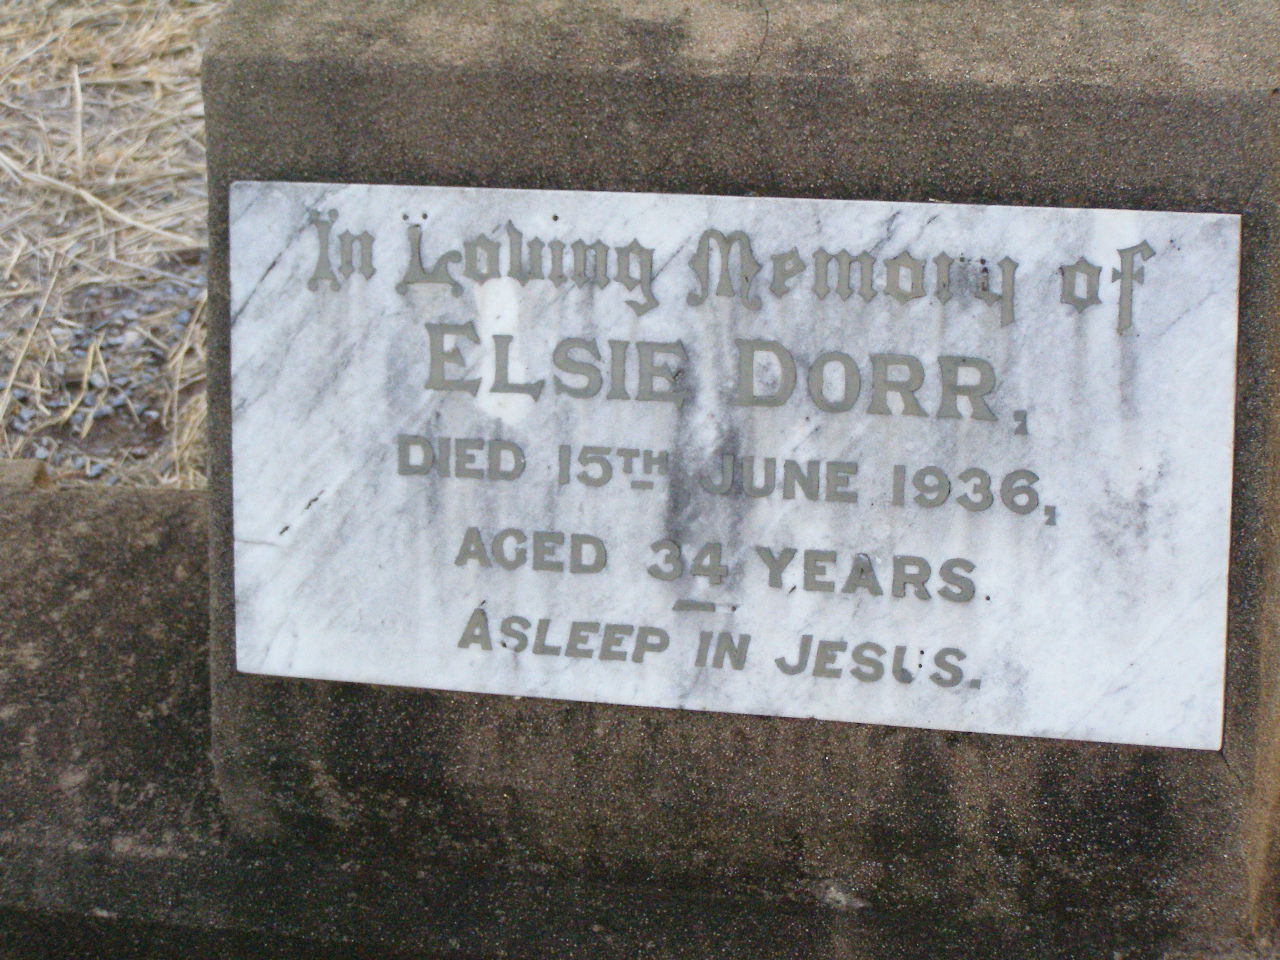 In Loving Memory of
ELSIE DORR,
DIED 15TH JUNE 1936,
AGED 34 YEARS.
ASLEEP IN JESUS.